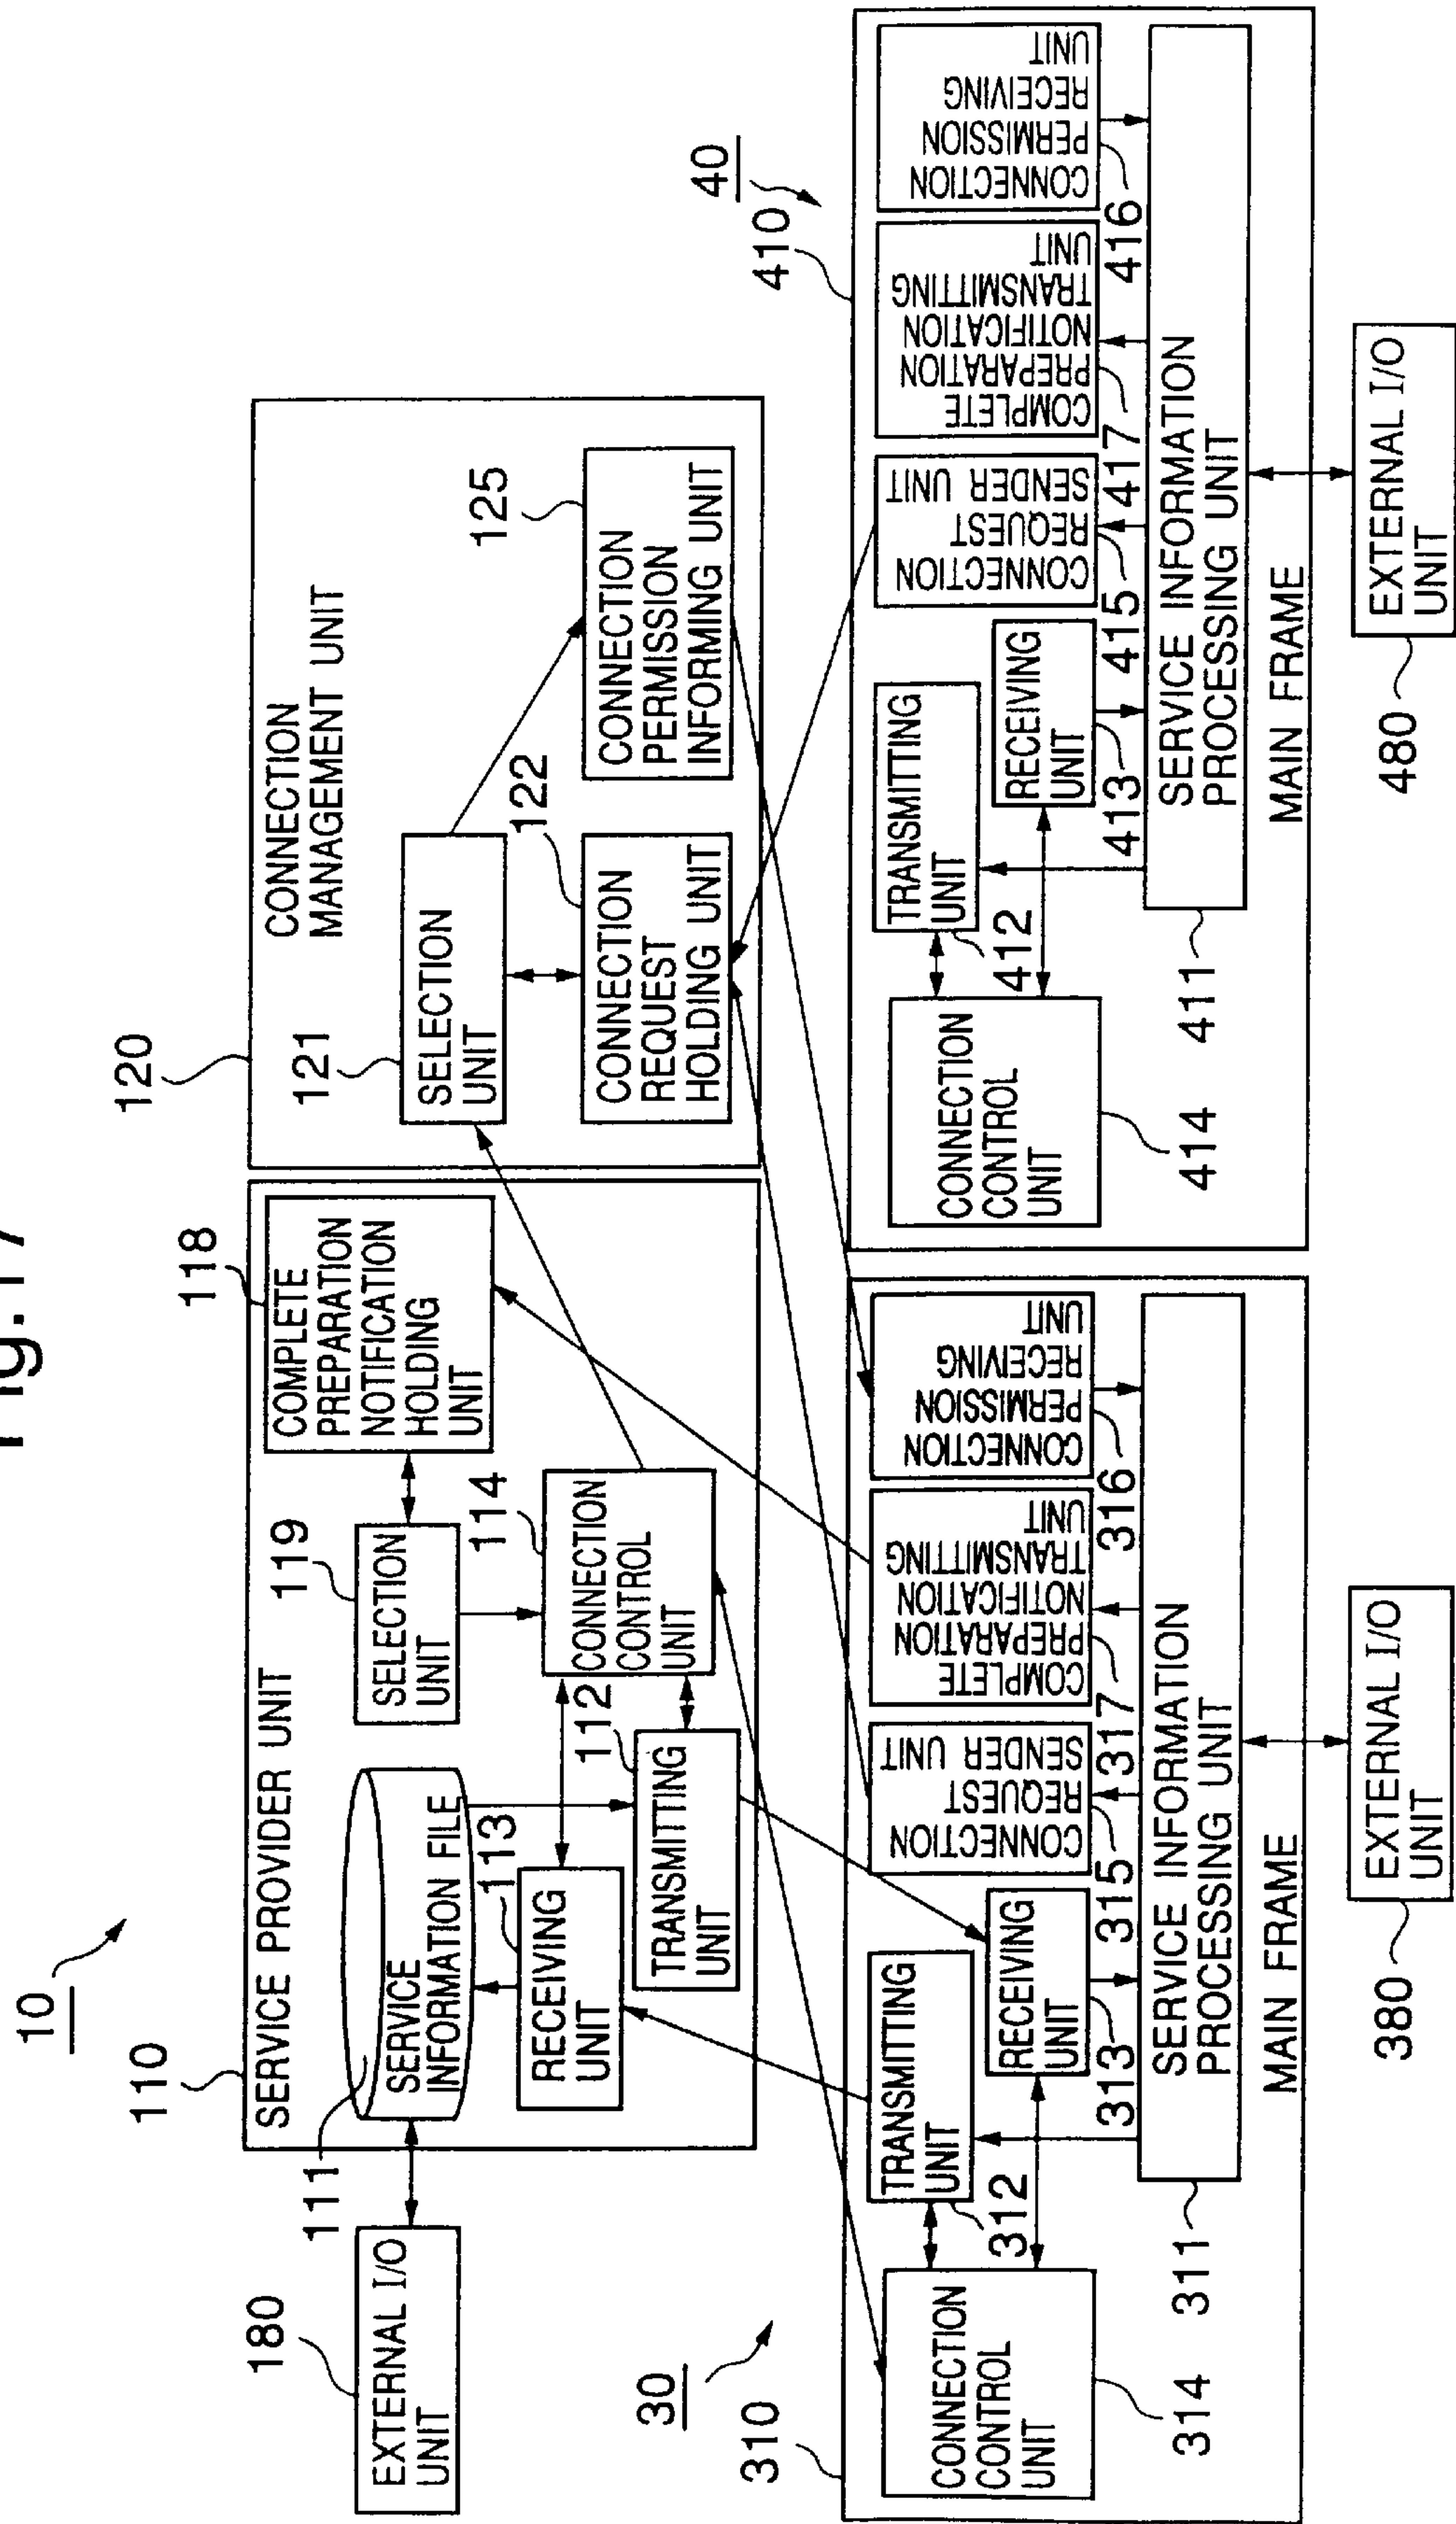 Fig.17
10
110
SERVICE PROVIDER UNIT
180
EXTERNAL I/O
UNIT
111
SERVICE
INFORMATION FILE
113
RECEIVING
UNIT
112
TRANSMITTING
UNIT
119
SELECTION
UNIT
114
CONNECTION
CONTROL
UNIT
118
COMPLETE
PREPARATION
NOTIFICATION
HOLDING
UNIT
120
CONNECTION
MANAGEMENT UNIT
121
SELECTION
UNIT
122
CONNECTION
REQUEST
HOLDING UNIT
125
CONNECTION
PERMISSION
INFORMING UNIT
30
310
CONNECTION
CONTROL
UNIT
314
TRANSMITTING
UNIT
312
RECEIVING
UNIT
313
CONNECTION
REQUEST
SENDER UNIT
315
COMPLETE
PREPARATION
NOTIFICATION
TRANSMITTING
UNIT
317
CONNECTION
PERMISSION
RECEIVING
UNIT
316
SERVICE INFORMATION
PROCESSING UNIT
311
MAIN FRAME
380
EXTERNAL I/O
UNIT
40
410
CONNECTION
CONTROL
UNIT
414
TRANSMITTING
UNIT
412
RECEIVING
UNIT
413
CONNECTION
REQUEST
SENDER UNIT
415
COMPLETE
PREPARATION
NOTIFICATION
TRANSMITTING
UNIT
417
CONNECTION
PERMISSION
RECEIVING
UNIT
416
SERVICE INFORMATION
PROCESSING UNIT
411
MAIN FRAME
480
EXTERNAL I/O
UNIT